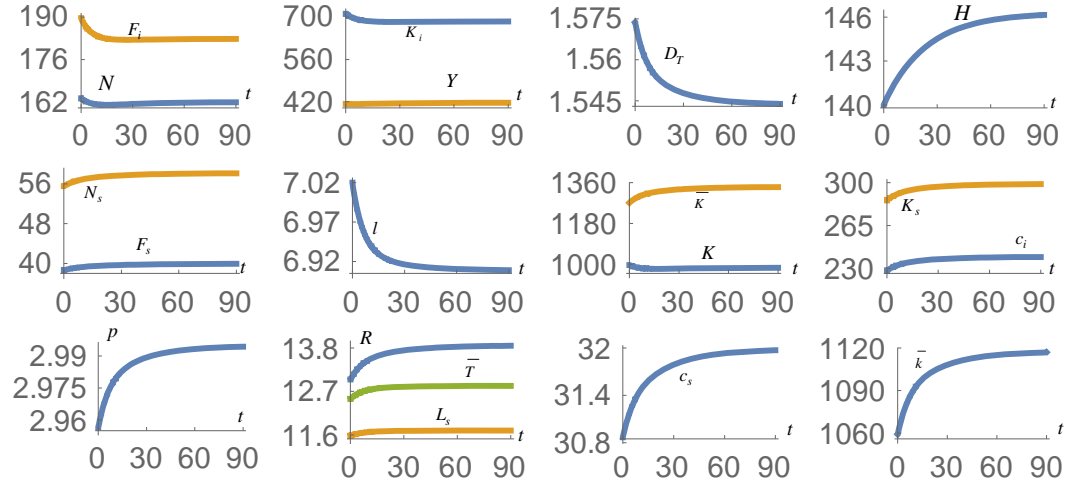 190
F_i
176
N
162
t
0 30 60 90
700
K_i
560
Y
420
t
0 30 60 90
1.575
1.56
D_T
1.545
t
0 30 60 90
146
H
143
140
t
0 30 60 90
56
N_s
48
F_s
40
t
0 30 60 90
7.02
6.97
l
6.92
t
0 30 60 90
1360
K̅
1180
K
1000
t
0 30 60 90
300
K_s
265
c_i
230
t
0 30 60 90
p
2.99
2.975
2.96
t
0 30 60 90
R
13.8
T̅
12.7
L_s
11.6
t
0 30 60 90
32
c_s
31.4
30.8
t
0 30 60 90
1120
k̅
1090
1060
t
0 30 60 90